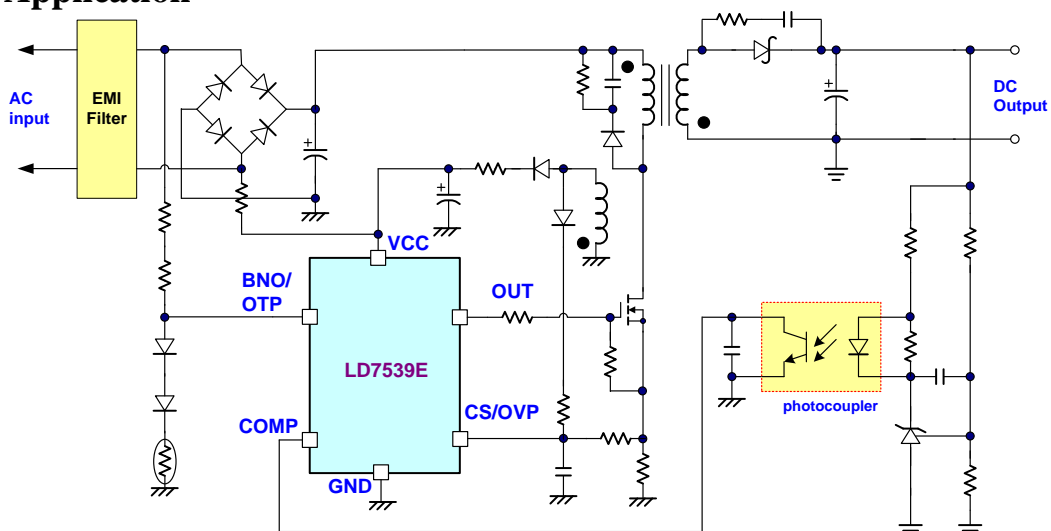 Application
AC
input
EMI
Filter
DC
Output
+
+
+
VCC
BNO/
OTP
OUT
LD7539E
COMP
CS/OVP
GND
photocoupler